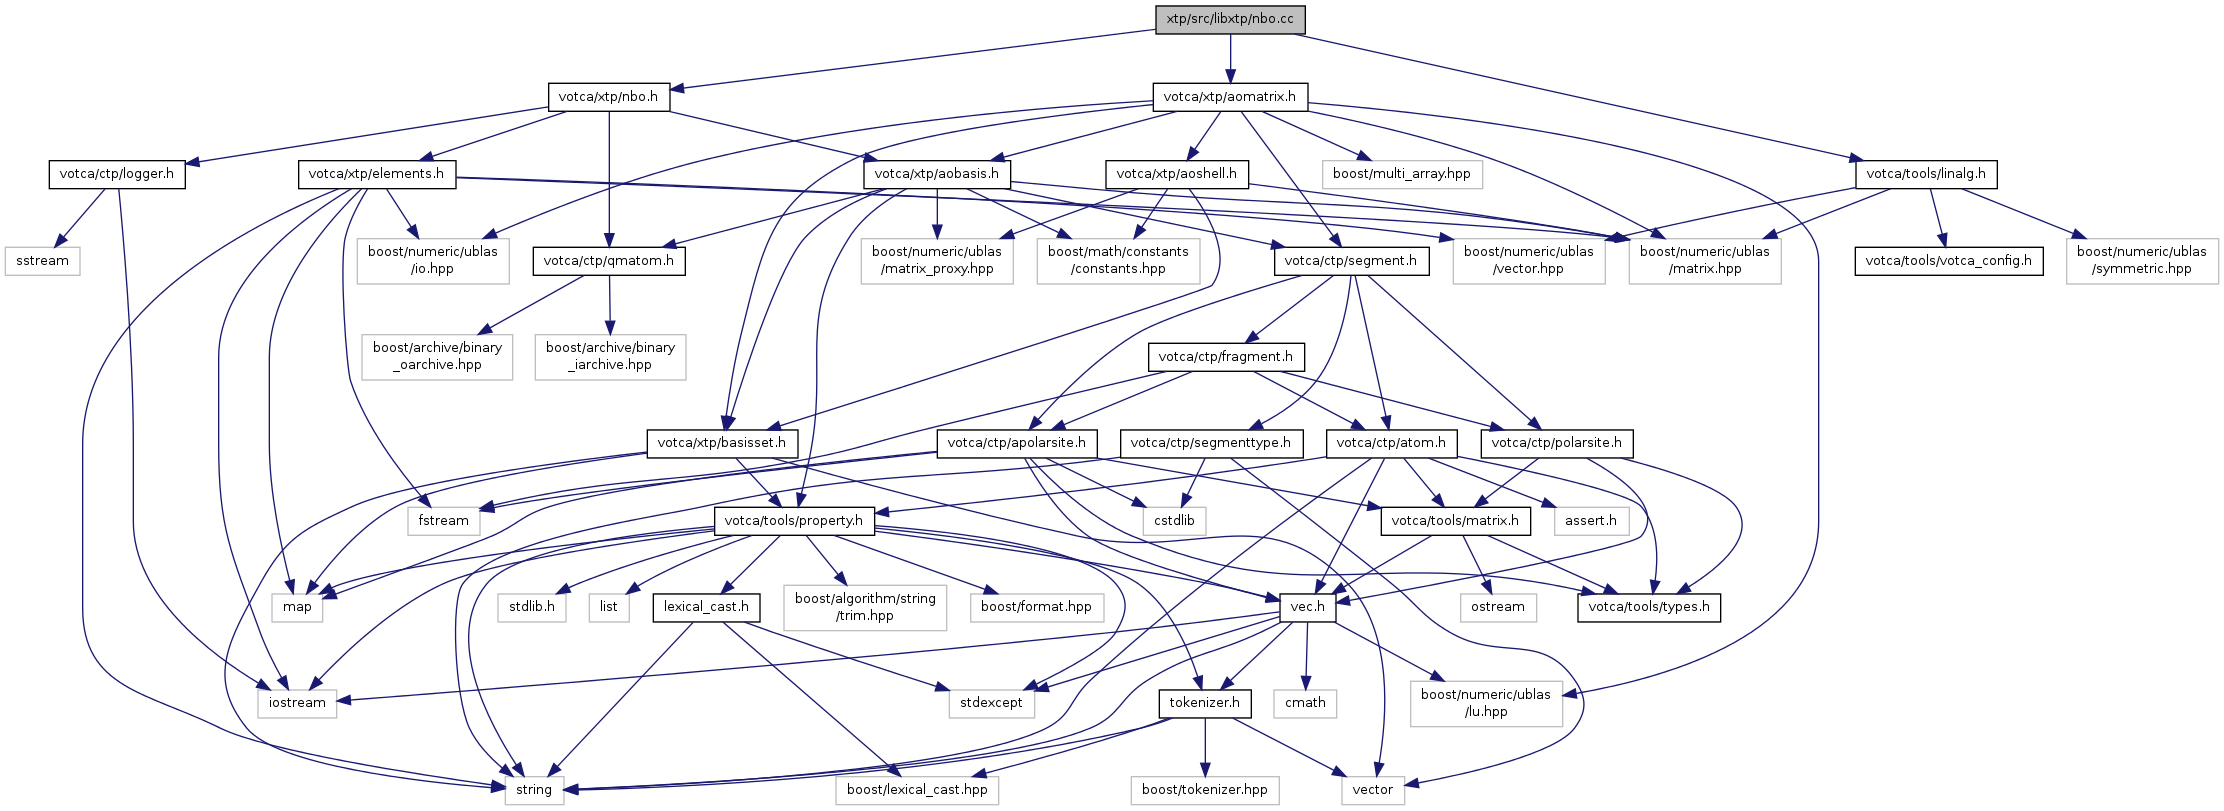 xtp/src/libxtp/nbo.cc
votca/xtp/nbo.h
votca/xtp/aomatrix.h
votca/ctp/logger.h
votca/xtp/elements.h
votca/xtp/aobasis.h
votca/xtp/aoshell.h
boost/multi_array.hpp
votca/tools/linalg.h
sstream
boost/numeric/ublas
/io.hpp
votca/ctp/qmatom.h
boost/numeric/ublas
/matrix_proxy.hpp
boost/math/constants
/constants.hpp
votca/ctp/segment.h
boost/numeric/ublas
/vector.hpp
boost/numeric/ublas
/matrix.hpp
votca/tools/votca_config.h
boost/numeric/ublas
/symmetric.hpp
boost/archive/binary
_oarchive.hpp
boost/archive/binary
_iarchive.hpp
votca/ctp/fragment.h
votca/xtp/basisset.h
votca/ctp/apolarsite.h
votca/ctp/segmenttype.h
votca/ctp/atom.h
votca/ctp/polarsite.h
fstream
votca/tools/property.h
cstdlib
votca/tools/matrix.h
assert.h
map
stdlib.h
list
lexical_cast.h
boost/algorithm/string
/trim.hpp
boost/format.hpp
vec.h
ostream
votca/tools/types.h
iostream
stdexcept
tokenizer.h
cmath
boost/numeric/ublas
/lu.hpp
string
boost/lexical_cast.hpp
boost/tokenizer.hpp
vector